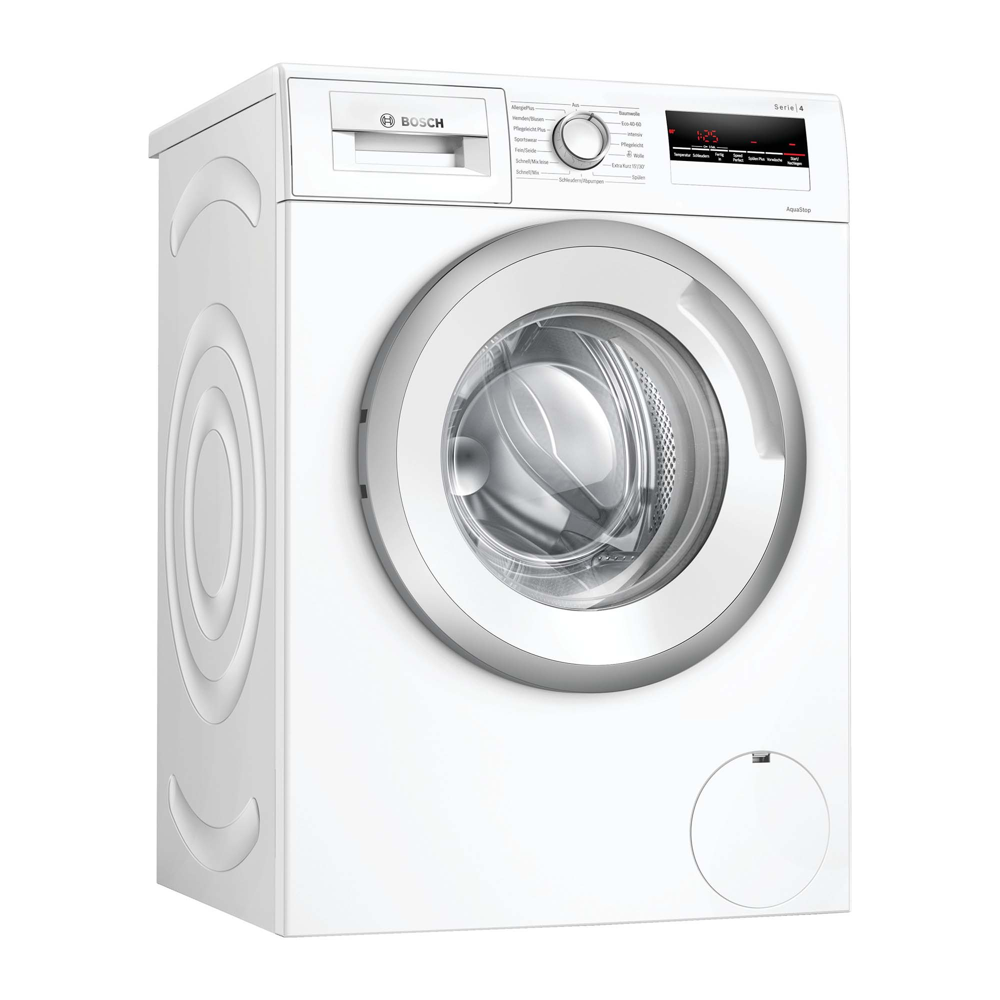 BOSCH
Aus
AllergiePlus
Hemden/Blusen
Pflegeleicht Plus
Sportswear
Fein/Seide
Schnell/Mix leise
Schnell/Mix
Schleudern/Abpumpen
Baumwolle
Eco 40-60
intensiv
Pflegeleicht
Wolle
Extra Kurz 15'/30'
Spülen
Serie | 4
60°
1:25
3 Sek.
Temperatur
Schleudern
Fertig
in
Speed
Perfect
Spülen Plus
Vorwäsche
Start/
Nachlegen
AquaStop